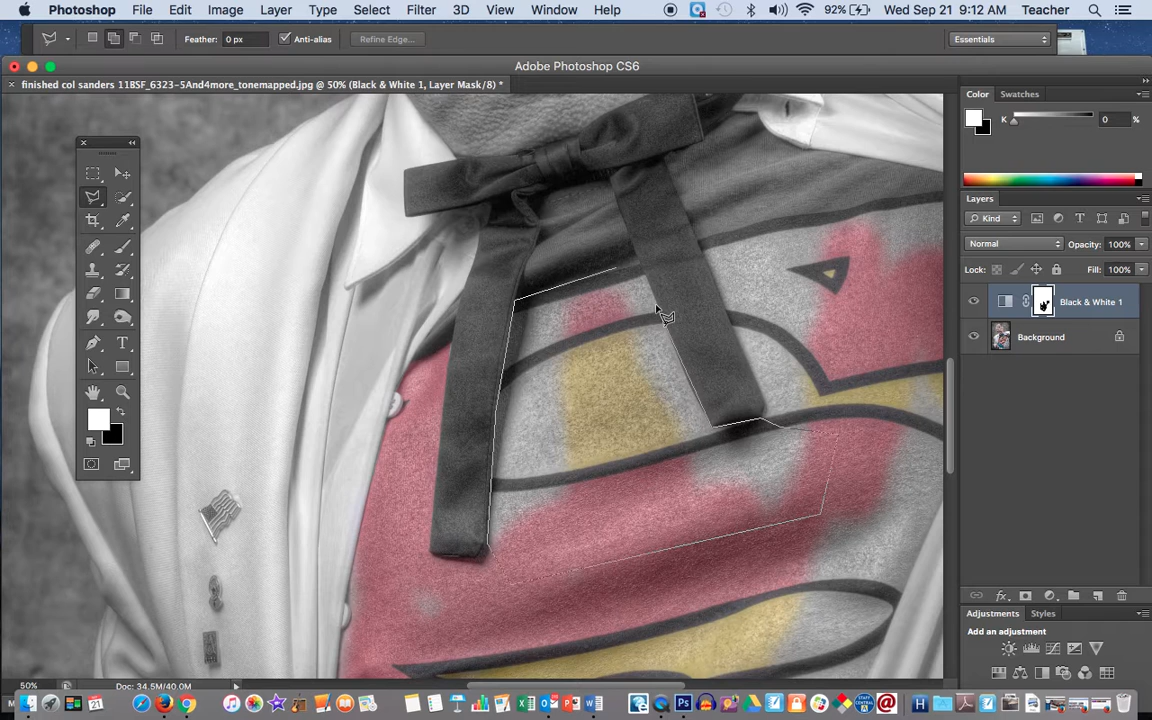 Photoshop File Edit Image Layer Type Select Filter 3D View Window Help 92% Wed Sep 21 9:12 AM Teacher
Feather: 0 px Anti-alias Refine Edge... Essentials
Adobe Photoshop CS6
finished col sanders 118SF_6323-5And4more_tonemapped.jpg @ 50% (Black & White 1, Layer Mask/8) *
Color Swatches
K 0 %
Layers
Kind
Normal Opacity: 100%
Lock: Fill: 100%
Black & White 1
Background
Adjustments Styles
Add an adjustment
50% Doc: 34.5M/40.0M